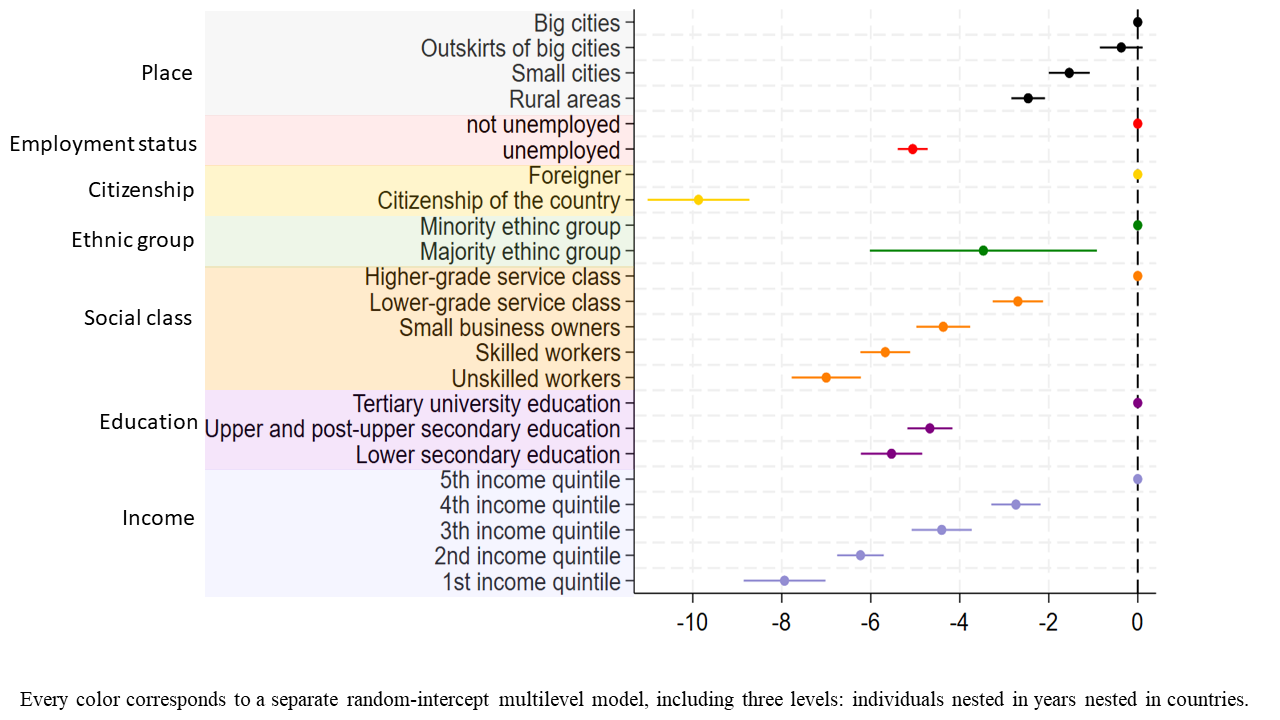 Big cities
Outskirts of big cities
Place
Small cities
Rural areas
not unemployed
Employment status
unemployed
Foreigner
Citizenship
Citizenship of the country
Minority ethinc group
Ethnic group
Majority ethinc group
Higher-grade service class
Lower-grade service class
Social class
Small business owners
Skilled workers
Unskilled workers
Tertiary university education
Education
Upper and post-upper secondary education
Lower secondary education
5th income quintile
4th income quintile
Income
3th income quintile
2nd income quintile
1st income quintile
-10 -8 -6 -4 -2 0
Every color corresponds to a separate random-intercept multilevel model, including three levels: individuals nested in years nested in countries.